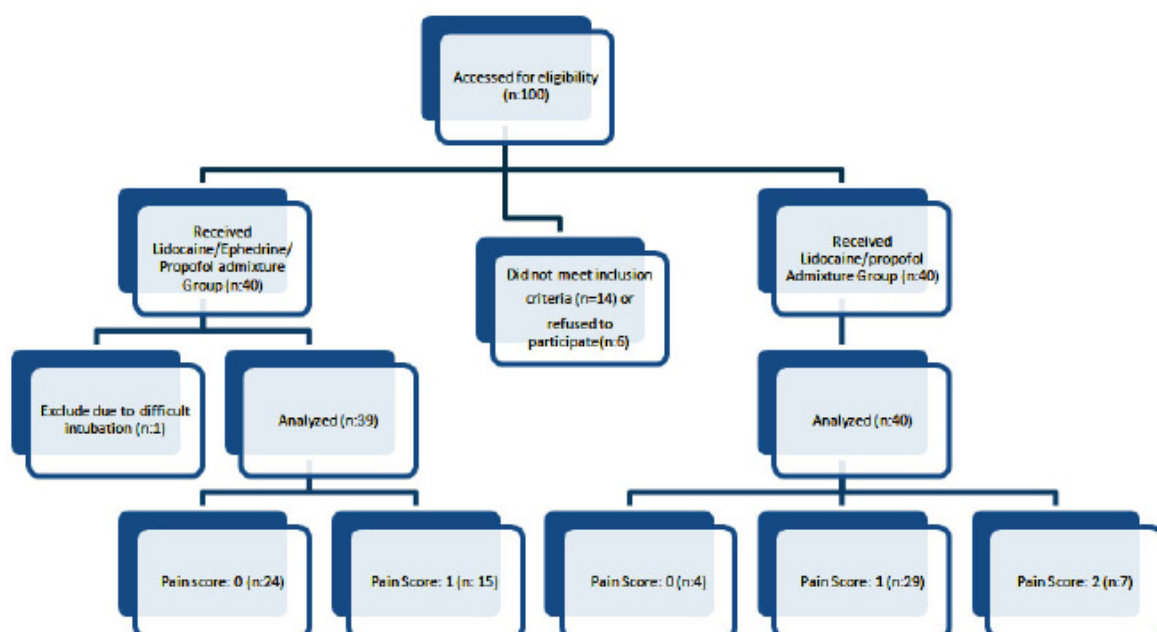 Accessed for eligibility
(n:100)
Received
Lidocaine/Ephedrine/
Propofol admixture
Group (n:40)
Did not meet inclusion
criteria (n=14) or
refused to
participate(n:6)
Received
Lidocaine/propofol
Admixture Group (n:40)
Exclude due to difficult
intubation (n:1)
Analyzed (n:39)
Analyzed (n:40)
Pain score: 0 (n:24)
Pain Score: 1 (n: 15)
Pain Score: 0 (n:4)
Pain Score: 1 (n:29)
Pain Score: 2 (n:7)